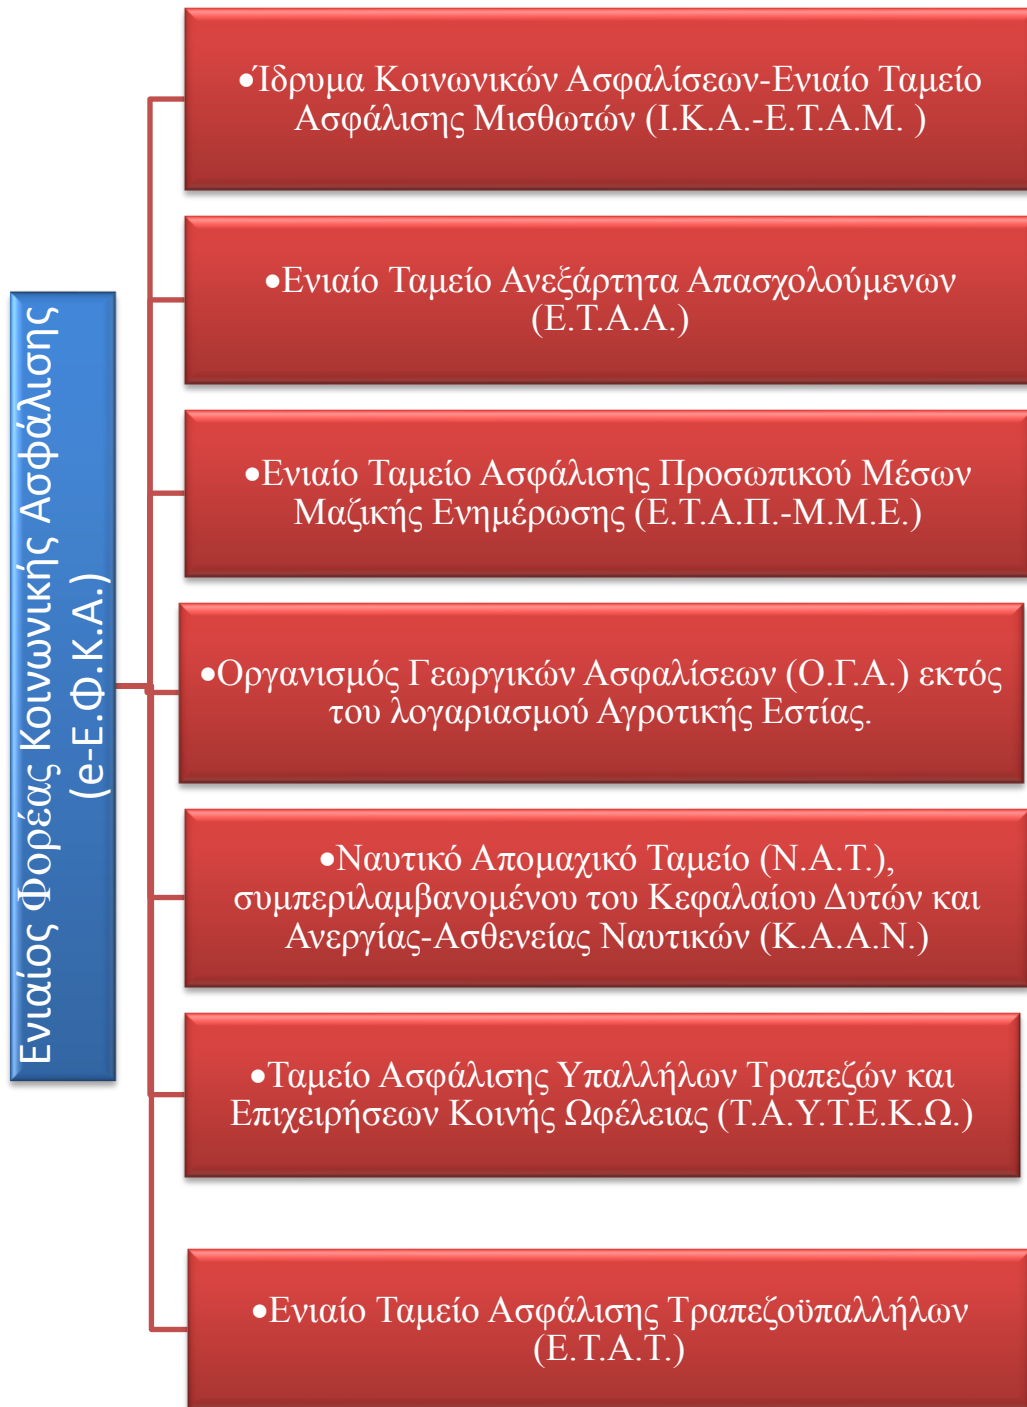 Ενιαίος Φορέας Κοινωνικής Ασφάλισης
(e-Ε.Φ.Κ.Α.)
•Ίδρυμα Κοινωνικών Ασφαλίσεων-Ενιαίο Ταμείο
Ασφάλισης Μισθωτών (Ι.Κ.Α.-Ε.Τ.Α.Μ. )
•Ενιαίο Ταμείο Ανεξάρτητα Απασχολούμενων
(Ε.Τ.Α.Α.)
•Ενιαίο Ταμείο Ασφάλισης Προσωπικού Μέσων
Μαζικής Ενημέρωσης (Ε.Τ.Α.Π.-Μ.Μ.Ε.)
•Οργανισμός Γεωργικών Ασφαλίσεων (Ο.Γ.Α.) εκτός
του λογαριασμού Αγροτικής Εστίας.
•Ναυτικό Απομαχικό Ταμείο (Ν.Α.Τ.),
συμπεριλαμβανομένου του Κεφαλαίου Δυτών και
Ανεργίας-Ασθενείας Ναυτικών (Κ.Α.Α.Ν.)
•Ταμείο Ασφάλισης Υπαλλήλων Τραπεζών και
Επιχειρήσεων Κοινής Ωφέλειας (Τ.Α.Υ.Τ.Ε.Κ.Ω.)
•Ενιαίο Ταμείο Ασφάλισης Τραπεζοϋπαλλήλων
(Ε.Τ.Α.Τ.)